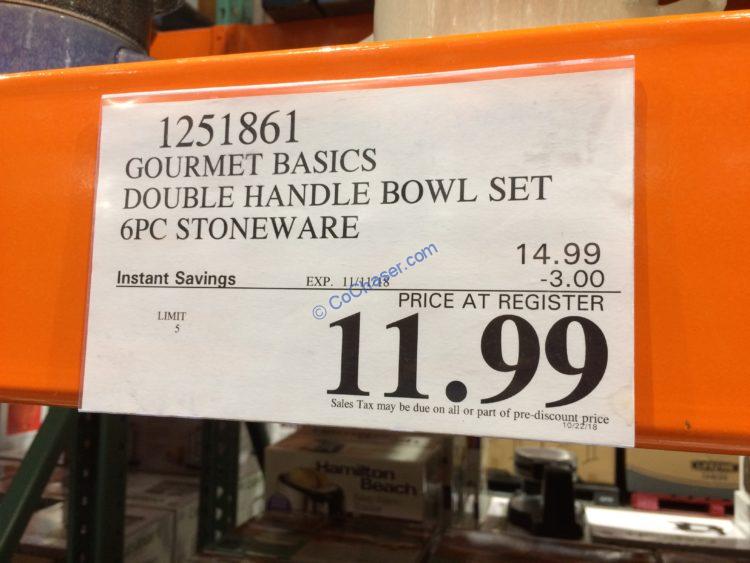 1251861
GOURMET BASICS
DOUBLE HANDLE BOWL SET
6PC STONEWARE
14.99
Instant Savings EXP. 11/11/18 -3.00
PRICE AT REGISTER
LIMIT
5
11.99
Sales Tax may be due on all or part of pre-discount price
10/22/18
© CoChaser.com
Hamilton
Beach